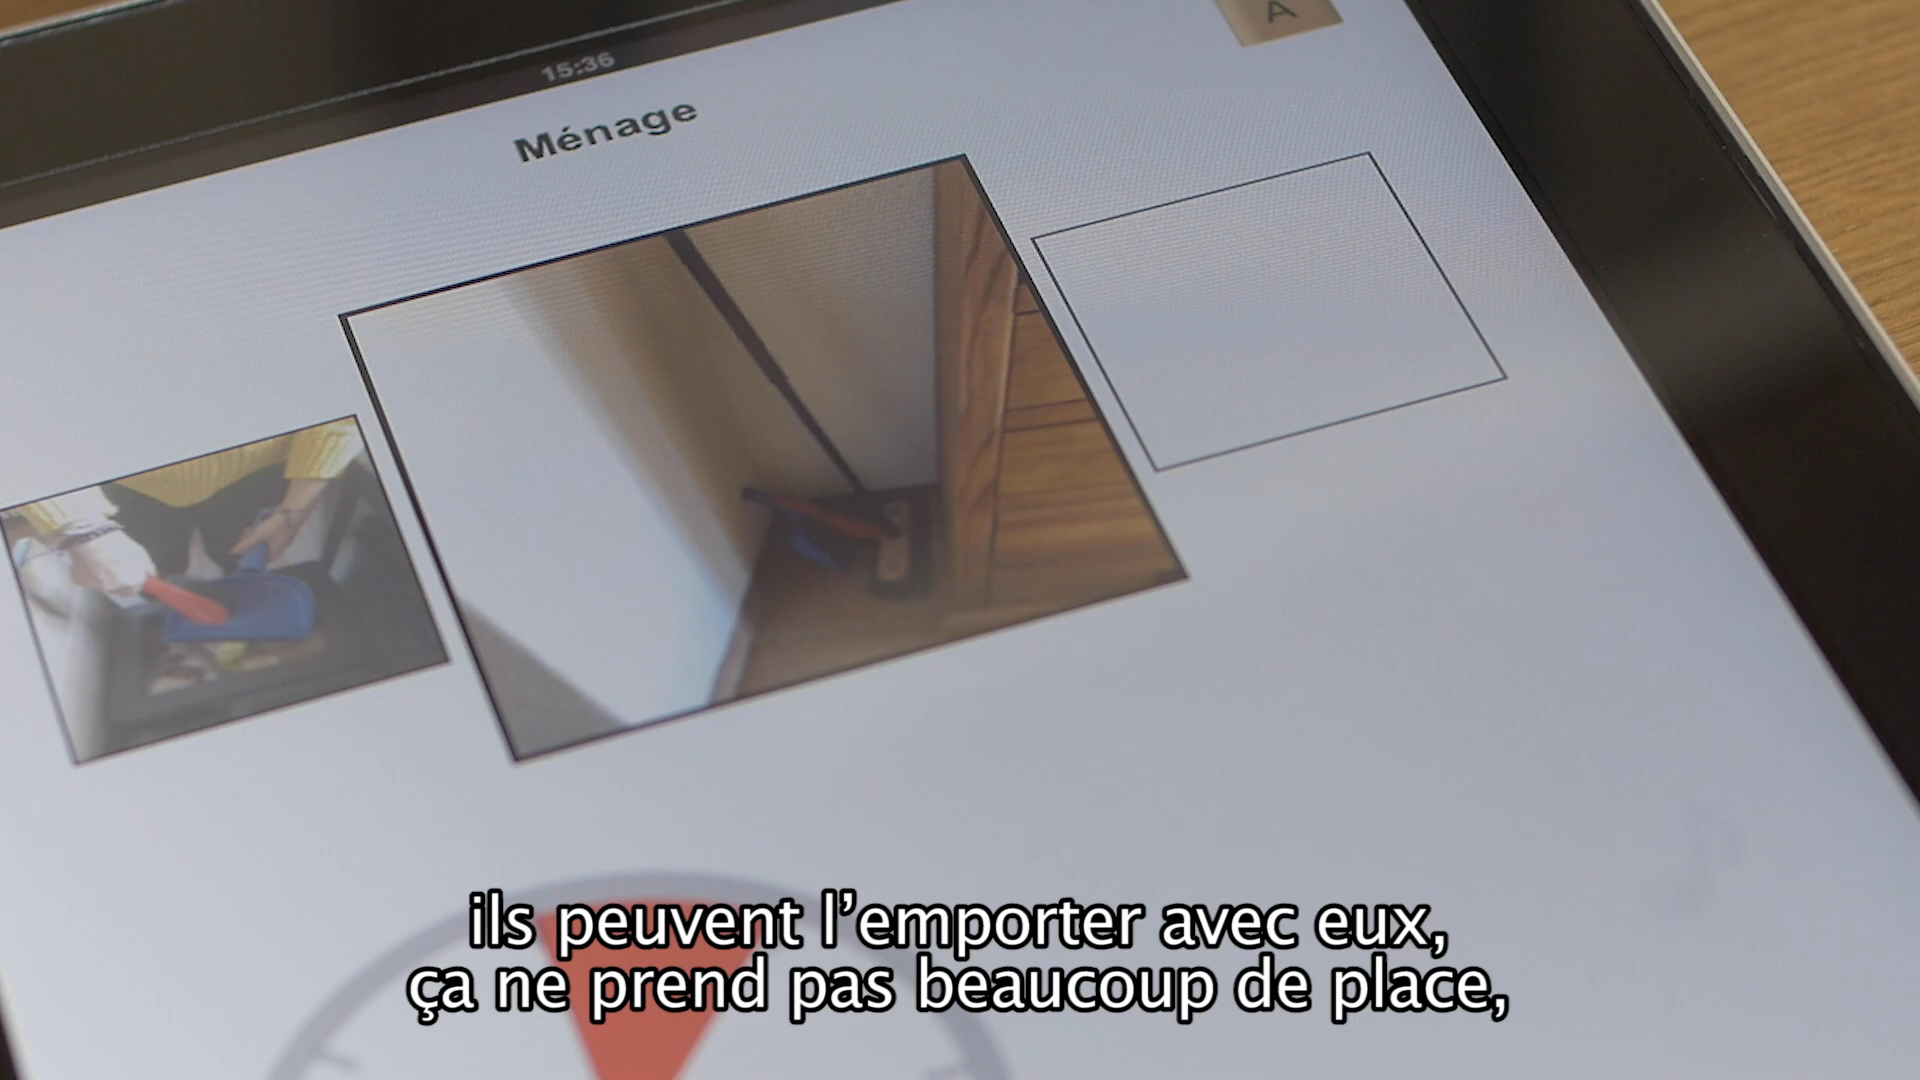 A
15:36
Ménage
ils peuvent l’emporter avec eux,
ça ne prend pas beaucoup de place,